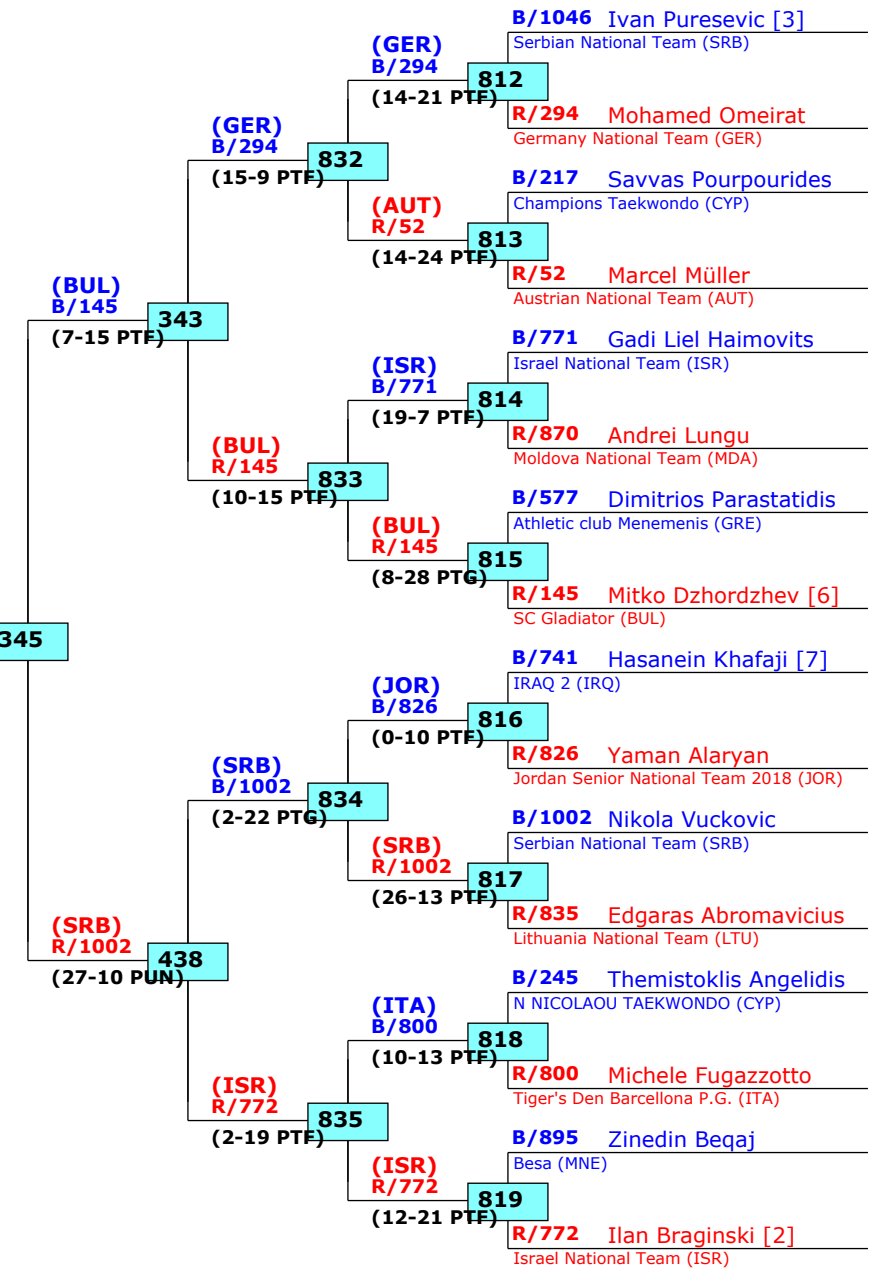 B/1046 Ivan Puresevic [3]
Serbian National Team (SRB)
(GER)
B/294
812
(14-21 PTF)
R/294 Mohamed Omeirat
Germany National Team (GER)
(GER)
B/294
832
(15-9 PTF)
B/217 Savvas Pourpourides
Champions Taekwondo (CYP)
(AUT)
R/52
813
(14-24 PTF)
R/52 Marcel Müller
Austrian National Team (AUT)
(BUL)
B/145
343
(7-15 PTF)
B/771 Gadi Liel Haimovits
Israel National Team (ISR)
(ISR)
B/771
814
(19-7 PTF)
R/870 Andrei Lungu
Moldova National Team (MDA)
(BUL)
R/145
833
(10-15 PTF)
B/577 Dimitrios Parastatidis
Athletic club Menemenis (GRE)
(BUL)
R/145
815
(8-28 PTG)
R/145 Mitko Dzhordzhev [6]
SC Gladiator (BUL)
345
B/741 Hasanein Khafaji [7]
IRAQ 2 (IRQ)
(JOR)
B/826
816
(0-10 PTF)
R/826 Yaman Alaryan
Jordan Senior National Team 2018 (JOR)
(SRB)
B/1002
834
(2-22 PTG)
B/1002 Nikola Vuckovic
Serbian National Team (SRB)
(SRB)
R/1002
817
(26-13 PTF)
R/835 Edgaras Abromavicius
Lithuania National Team (LTU)
(SRB)
R/1002
438
(27-10 PUN)
B/245 Themistoklis Angelidis
N NICOLAOU TAEKWONDO (CYP)
(ITA)
B/800
818
(10-13 PTF)
R/800 Michele Fugazzotto
Tiger's Den Barcellona P.G. (ITA)
(ISR)
R/772
835
(2-19 PTF)
B/895 Zinedin Beqaj
Besa (MNE)
(ISR)
R/772
819
(12-21 PTF)
R/772 Ilan Braginski [2]
Israel National Team (ISR)